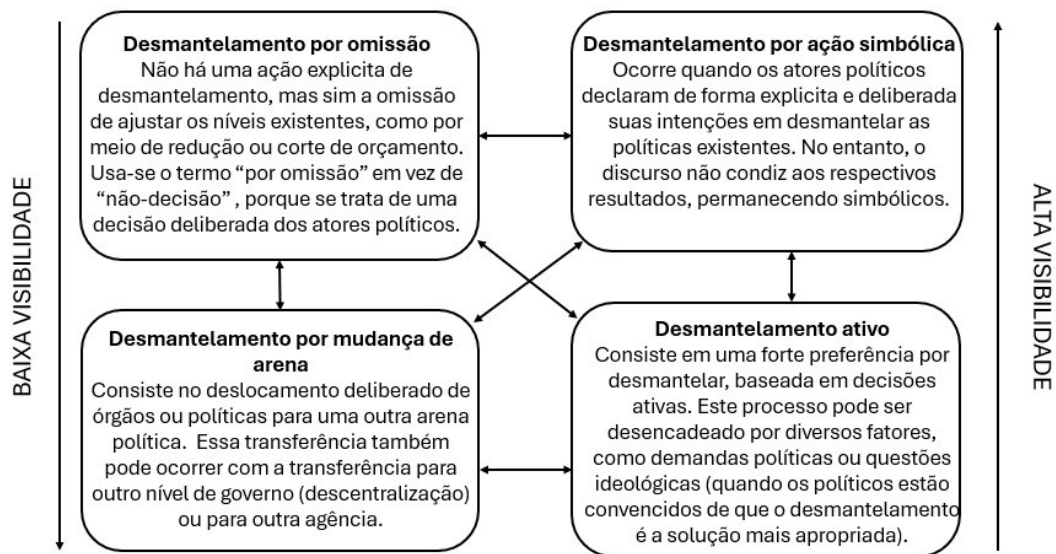 BAIXA VISIBILIDADE
Desmantelamento por omissão
Não há uma ação explicita de
desmantelamento, mas sim a omissão
de ajustar os níveis existentes, como por
meio de redução ou corte de orçamento.
Usa-se o termo “por omissão” em vez de
“não-decisão” , porque se trata de uma
decisão deliberada dos atores políticos.
Desmantelamento por ação simbólica
Ocorre quando os atores políticos
declaram de forma explicita e deliberada
suas intenções em desmantelar as
políticas existentes. No entanto, o
discurso não condiz aos respectivos
resultados, permanecendo simbólicos.
Desmantelamento por mudança de
arena
Consiste no deslocamento deliberado de
órgãos ou políticas para uma outra arena
política. Essa transferência também
pode ocorrer com a transferência para
outro nível de governo (descentralização)
ou para outra agência.
Desmantelamento ativo
Consiste em uma forte preferência por
desmantelar, baseada em decisões
ativas. Este processo pode ser
desencadeado por diversos fatores,
como demandas políticas ou questões
ideológicas (quando os políticos estão
convencidos de que o desmantelamento
é a solução mais apropriada).
ALTA VISIBILIDADE